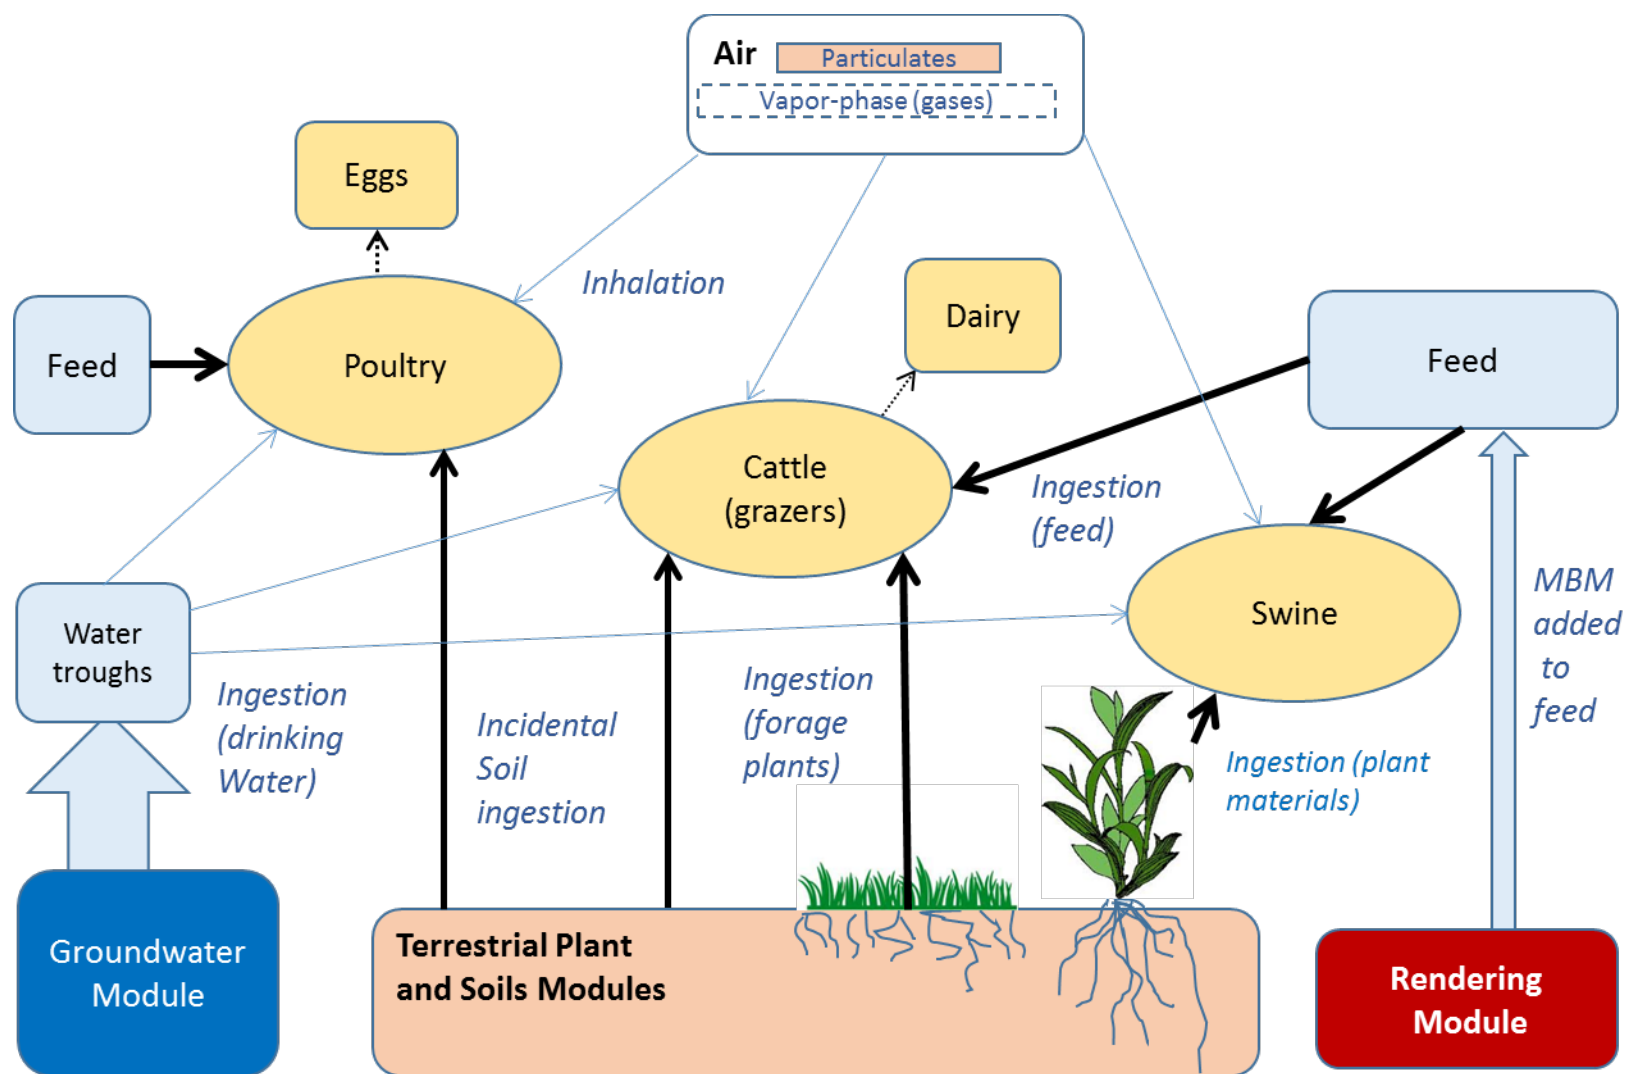 Air
Particulates
Vapor-phase (gases)
Eggs
Inhalation
Dairy
Feed
Poultry
Feed
Cattle
(grazers)
Ingestion
(feed)
Swine
MBM
added
to
feed
Water
troughs
Ingestion
(drinking
Water)
Incidental
Soil
ingestion
Ingestion
(forage
plants)
Ingestion (plant
materials)
Groundwater
Module
Terrestrial Plant
and Soils Modules
Rendering
Module